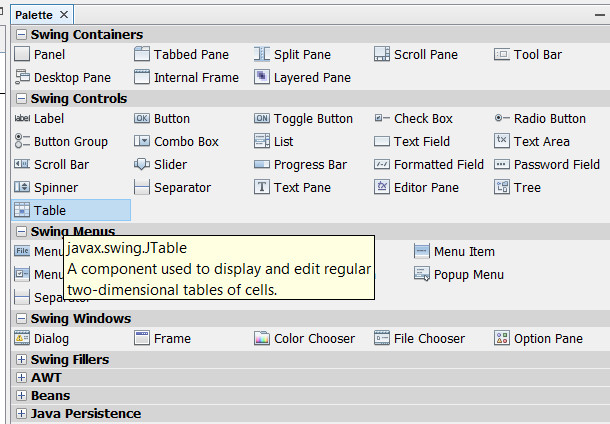 Palette
Swing Containers
Panel Tabbed Pane Split Pane Scroll Pane Tool Bar
Desktop Pane Internal Frame Layered Pane
Swing Controls
label Label OK Button ON Toggle Button Check Box Radio Button
Button Group Combo Box List Text Field Text Area
Scroll Bar Slider Progress Bar Formatted Field Password Field
Spinner Separator Text Pane Editor Pane Tree
Table
Swing Menus
File Menu Menu Item
Menu Popup Menu
javax.swing.JTable
A component used to display and edit regular
two-dimensional tables of cells.
Swing Windows
Dialog Frame Color Chooser File Chooser Option Pane
Swing Fillers
AWT
Beans
Java Persistence